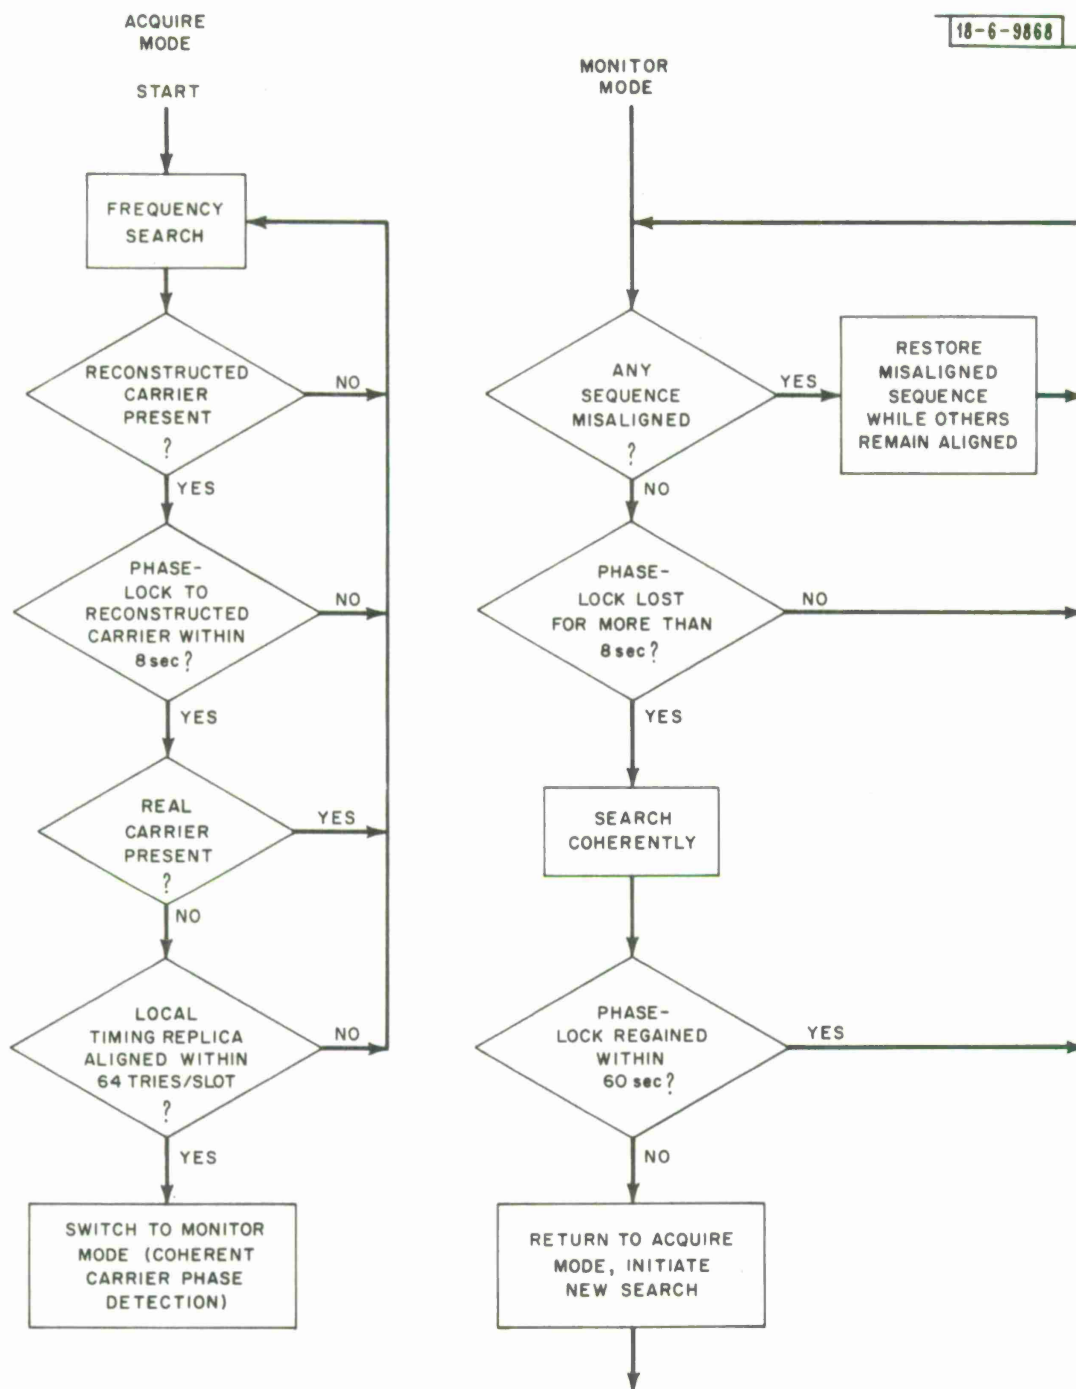 18-6-9868
ACQUIRE
MODE
START
FREQUENCY
SEARCH
RECONSTRUCTED
CARRIER
PRESENT
?
NO
YES
PHASE-
LOCK TO
RECONSTRUCTED
CARRIER WITHIN
8 sec?
NO
YES
REAL
CARRIER
PRESENT
?
YES
NO
LOCAL
TIMING REPLICA
ALIGNED WITHIN
64 TRIES/SLOT
?
NO
YES
SWITCH TO MONITOR
MODE (COHERENT
CARRIER PHASE
DETECTION)
MONITOR
MODE
ANY
SEQUENCE
MISALIGNED
?
YES
RESTORE
MISALIGNED
SEQUENCE
WHILE OTHERS
REMAIN ALIGNED
NO
PHASE-
LOCK LOST
FOR MORE THAN
8 sec?
NO
YES
SEARCH
COHERENTLY
PHASE-
LOCK REGAINED
WITHIN
60 sec?
YES
NO
RETURN TO ACQUIRE
MODE, INITIATE
NEW SEARCH